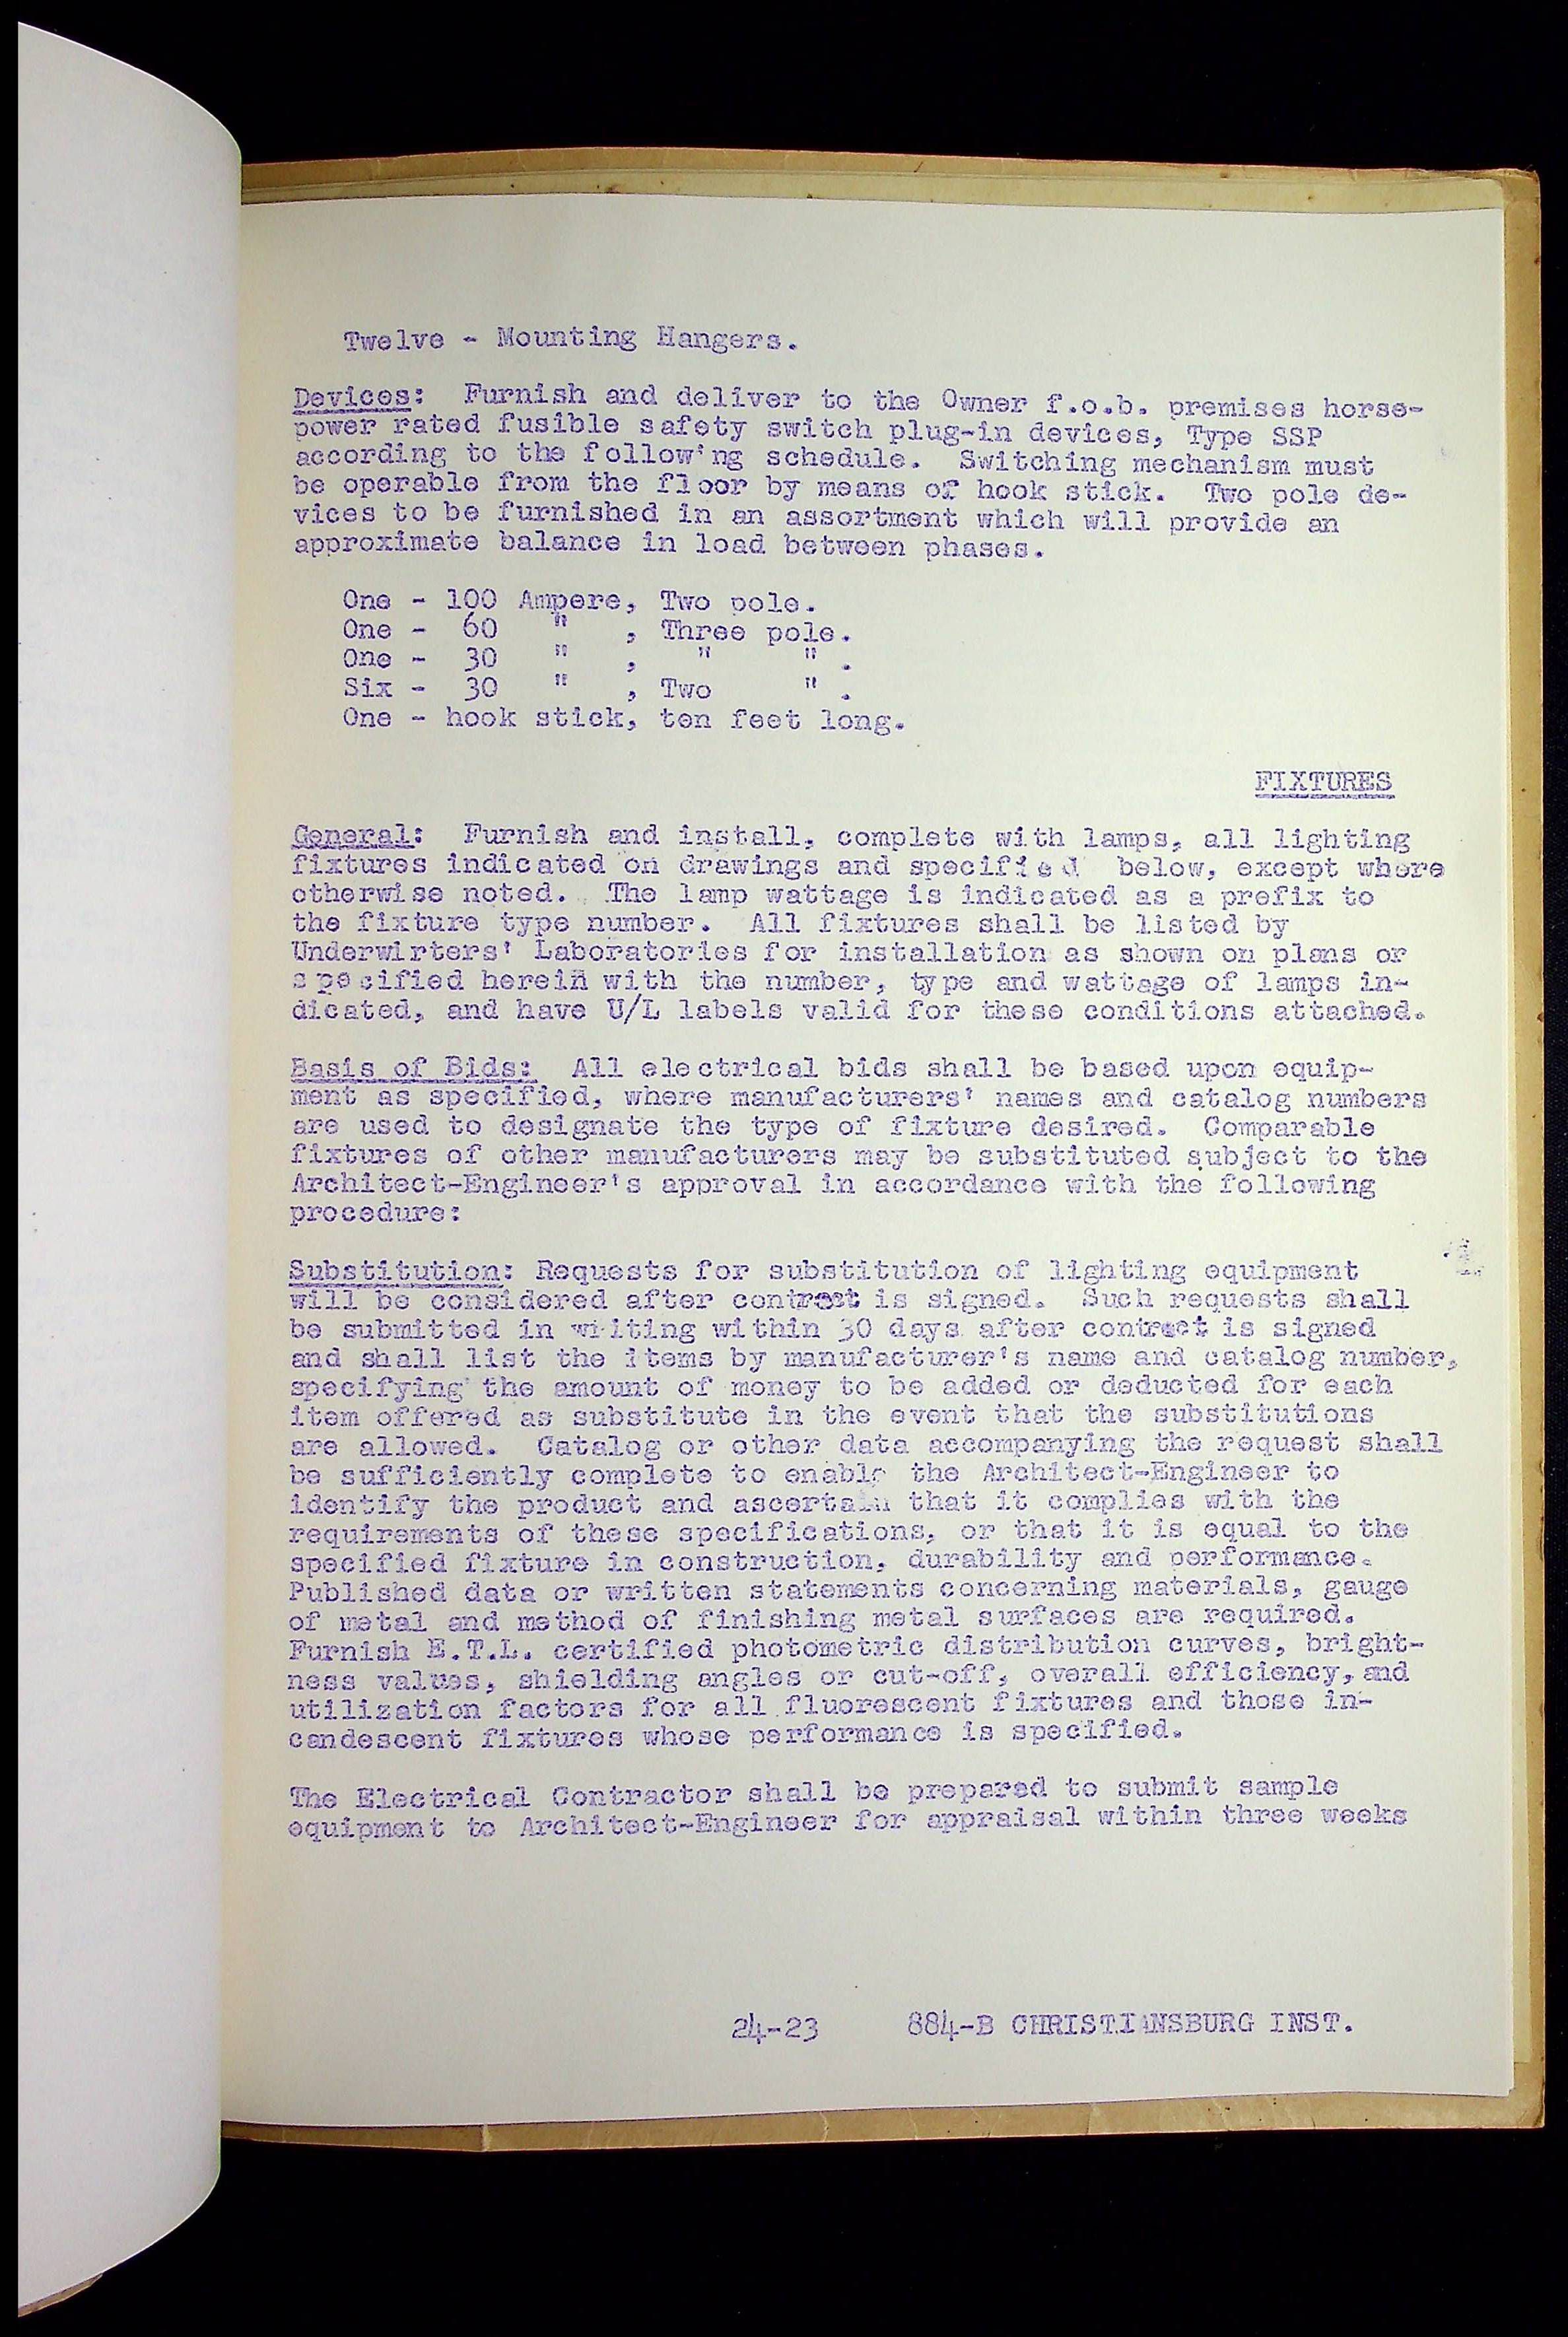 Twelve - Mounting Hangers.
Devices: Furnish and deliver to the Owner f.o.b. premises horse-
power rated fusible safety switch plug-in devices, Type SSP
according to the follow'ng schedule. Switching mechanism must
be operable from the floor by means of hook stick. Two pole de-
vices to be furnished in an assortment which will provide an
approximate balance in load between phases.
One - 100 Ampere, Two pole.
One - 60 " , Three pole.
One - 30 " , " " .
Six - 30 " , Two " .
One - hook stick, ten feet long.
FIXTURES
General: Furnish and install, complete with lamps, all lighting
fixtures indicated on drawings and specified below, except where
otherwise noted. The lamp wattage is indicated as a prefix to
the fixture type number. All fixtures shall be listed by
Underwirters' Laboratories for installation as shown on plans or
specified herein with the number, type and wattage of lamps in-
dicated, and have U/L labels valid for these conditions attached.
Basis of Bids: All electrical bids shall be based upon equip-
ment as specified, where manufacturers' names and catalog numbers
are used to designate the type of fixture desired. Comparable
fixtures of other manufacturers may be substituted subject to the
Architect-Engineer's approval in accordance with the following
procedure:
Substitution: Requests for substitution of lighting equipment
will be considered after contract is signed. Such requests shall
be submitted in writing within 30 days after contract is signed
and shall list the items by manufacturer's name and catalog number,
specifying the amount of money to be added or deducted for each
item offered as substitute in the event that the substitutions
are allowed. Catalog or other data accompanying the request shall
be sufficiently complete to enable the Architect-Engineer to
identify the product and ascertain that it complies with the
requirements of these specifications, or that it is equal to the
specified fixture in construction, durability and performance.
Published data or written statements concerning materials, gauge
of metal and method of finishing metal surfaces are required.
Furnish E.T.L. certified photometric distribution curves, bright-
ness values, shielding angles or cut-off, overall efficiency, and
utilization factors for all fluorescent fixtures and those in-
candescent fixtures whose performance is specified.
The Electrical Contractor shall be prepared to submit sample
equipment to Architect-Engineer for appraisal within three weeks
24-23 884-B CHRISTIANSBURG INST.